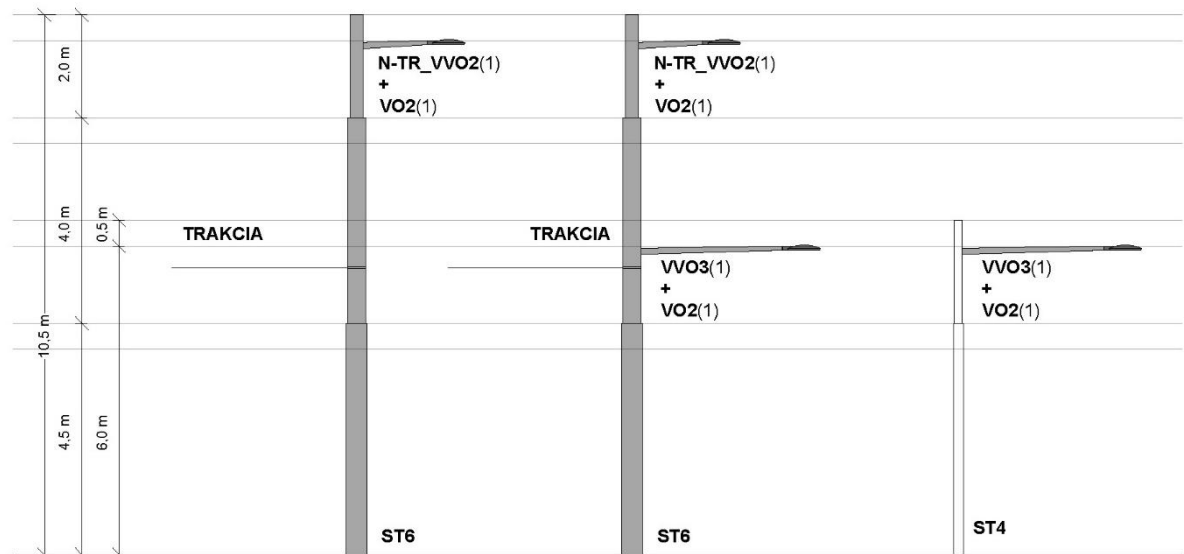 2.0 m
N-TR_VVO2(1)
+
VO2(1)
N-TR_VVO2(1)
+
VO2(1)
4.0 m
0.5 m
TRAKCIA
TRAKCIA
VVO3(1)
+
VO2(1)
VVO3(1)
+
VO2(1)
10.5 m
4.5 m
6.0 m
ST6
ST6
ST4